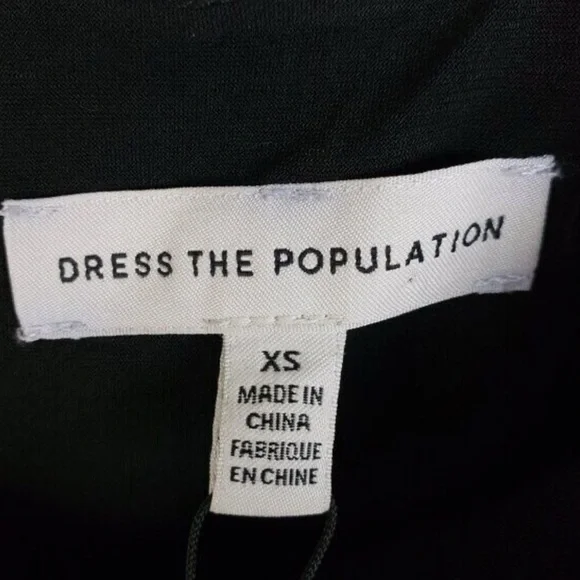 DRESS THE POPULATION
XS
MADE IN
CHINA
FABRIQUE
EN CHINE